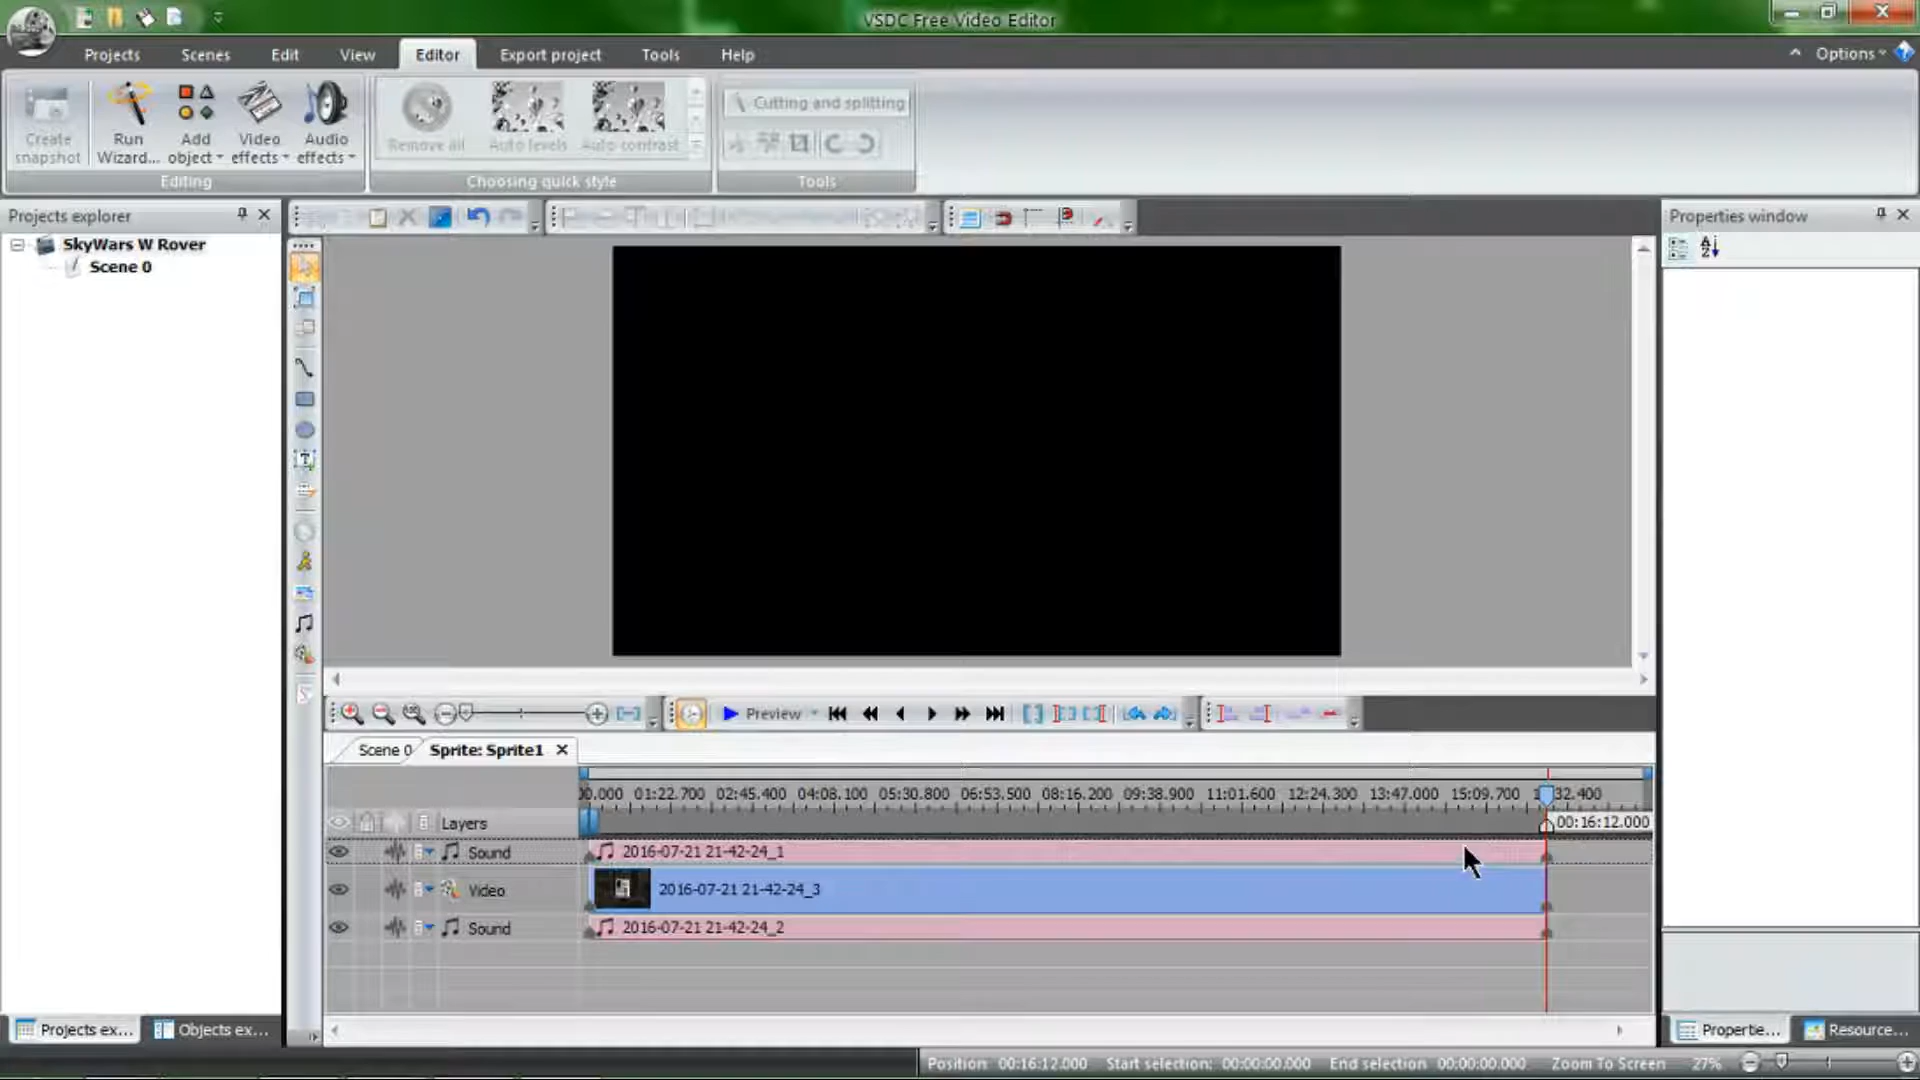 VSDC Free Video Editor
Projects Scenes Edit View Editor Export project Tools Help Options
Create snapshot
Run Wizard...
Add object
Video effects
Audio effects
Remove all
Auto levels
Auto contrast
Cutting and splitting
Editing
Choosing quick style
Tools
Projects explorer
SkyWars W Rover
Scene 0
Properties window
Preview
Scene 0
Sprite: Sprite1
01:22.700 02:45.400 04:08.100 05:30.800 06:53.500 08:16.200 09:38.900 11:01.600 12:24.300 13:47.000 15:09.700
Layers
00:16:12.000
Sound
2016-07-21 21-42-24_1
Video
2016-07-21 21-42-24_3
Sound
2016-07-21 21-42-24_2
Projects ex...
Objects ex...
Propertie...
Resource...
Position 00:16:12.000 Start selection: 00:00:00.000 End selection 00:00:00.000 Zoom To Screen 27%